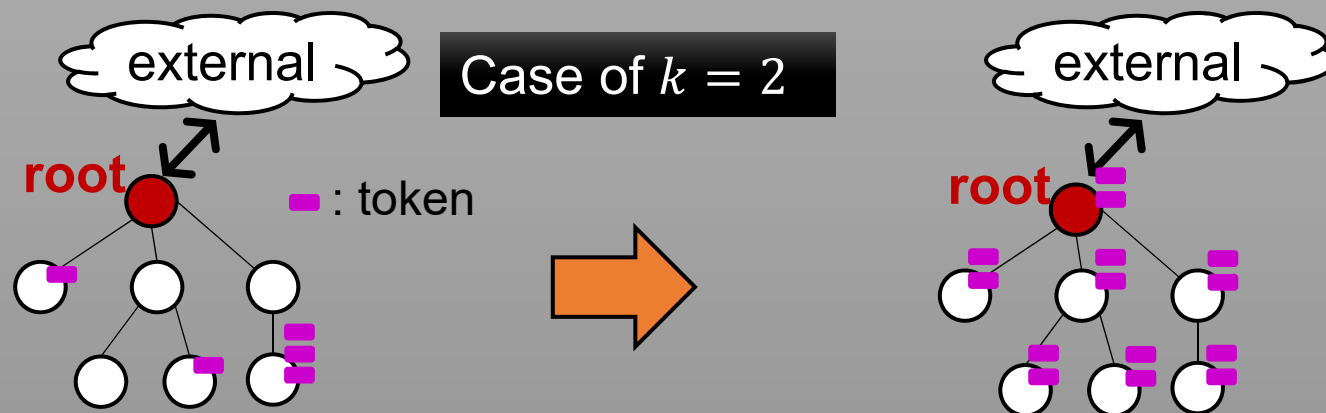 external
Case of k = 2
external
root
: token
root